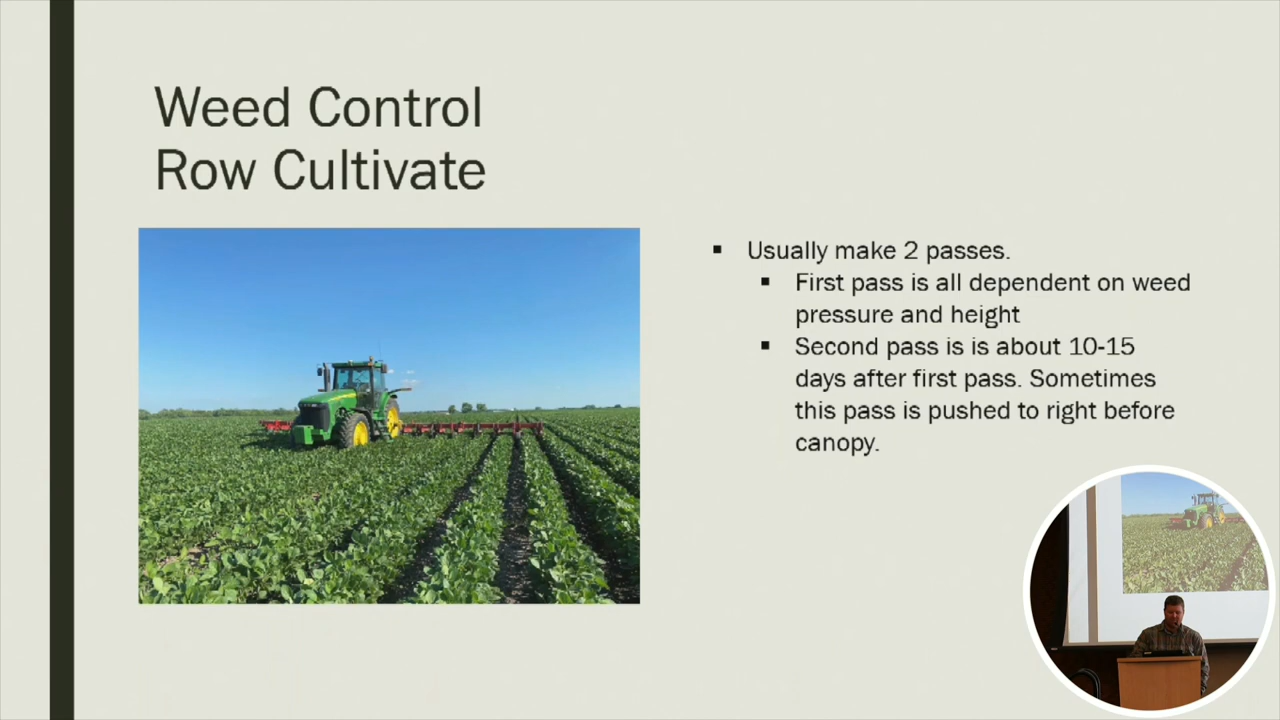 Weed Control
Row Cultivate
▪ Usually make 2 passes.
▪ First pass is all dependent on weed
pressure and height
▪ Second pass is is about 10-15
days after first pass. Sometimes
this pass is pushed to right before
canopy.